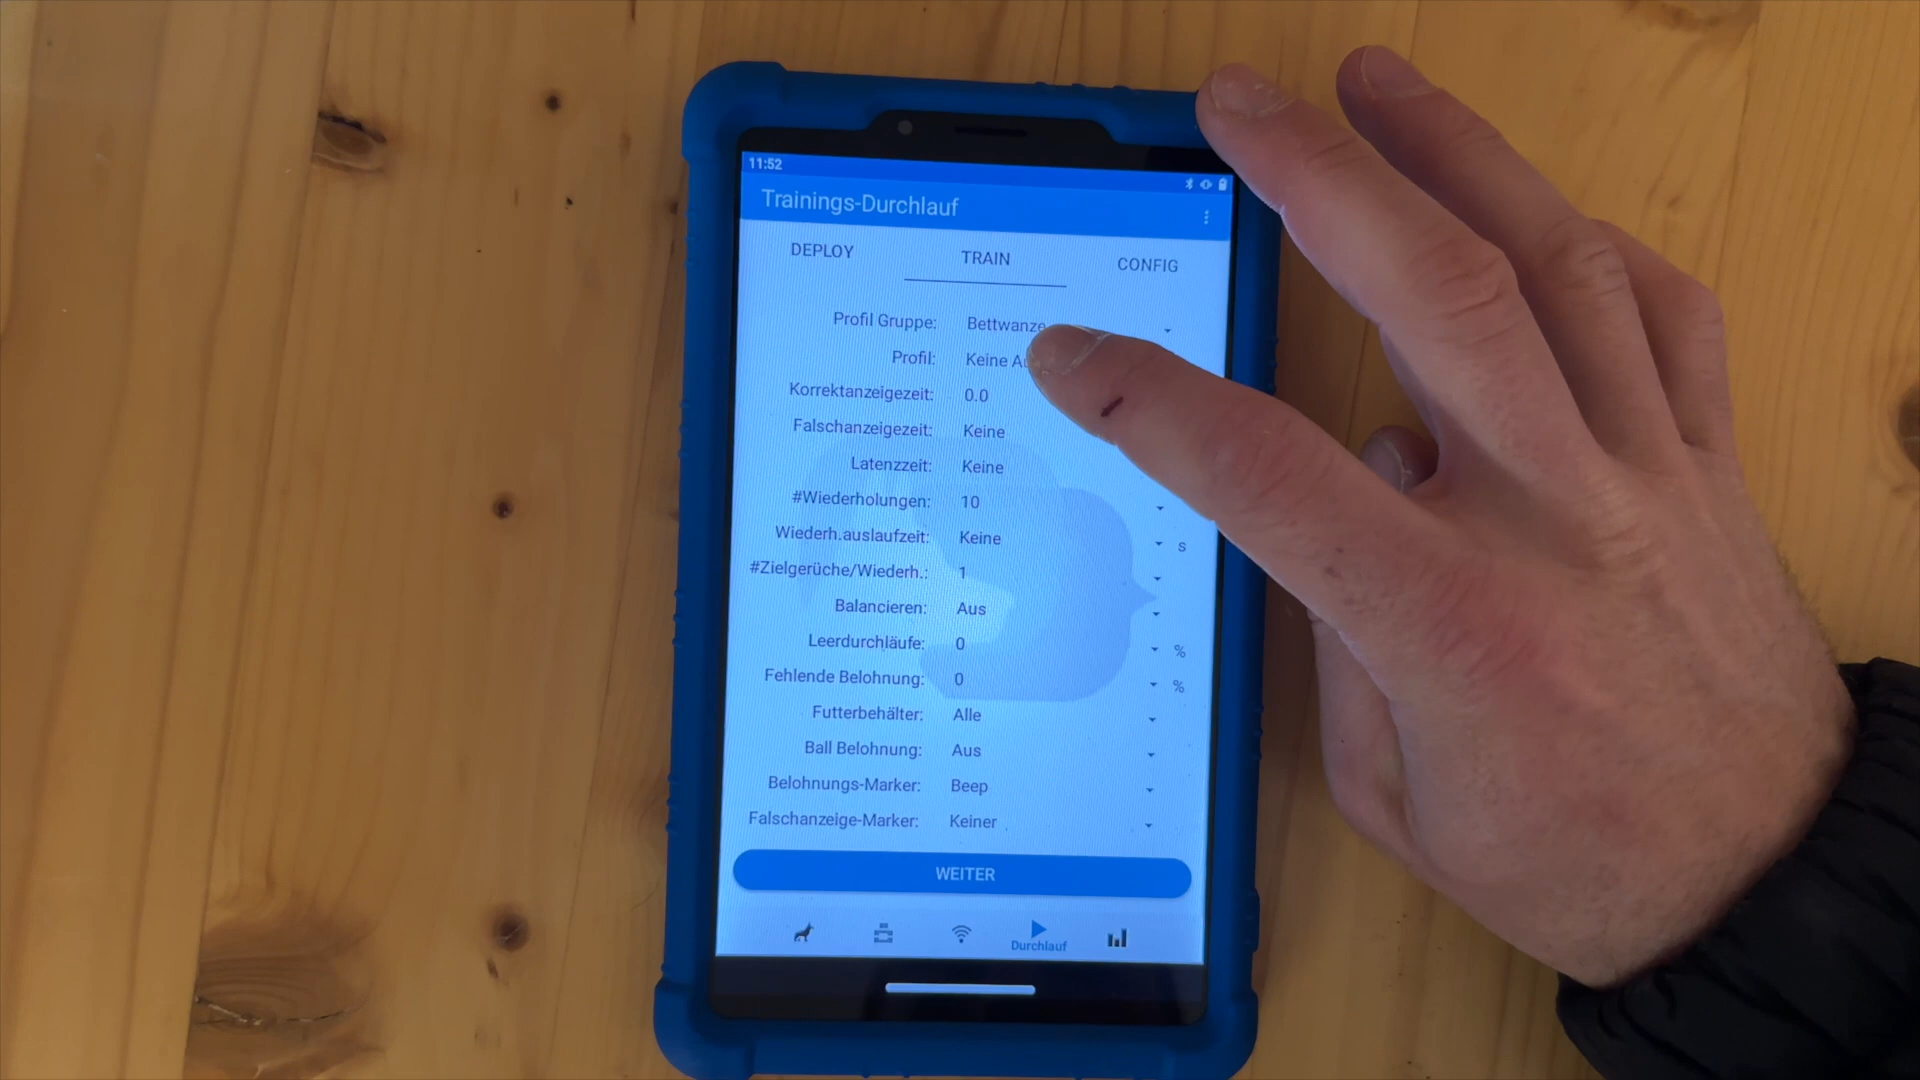 11:52
Trainings-Durchlauf
DEPLOY TRAIN CONFIG
Profil Gruppe: Bettwanze
Profil: Keine
Korrektanzeigezeit: 0.0
Falschanzeigezeit: Keine
Latenzzeit: Keine
#Wiederholungen: 10
Wiederh.auslaufzeit: Keine s
#Zielgerüche/Wiederh.: 1
Balancieren: Aus
Leerdurchläufe: 0 %
Fehlende Belohnung: 0 %
Futterbehälter: Alle
Ball Belohnung: Aus
Belohnungs-Marker: Beep
Falschanzeige-Marker: Keiner
WEITER
Durchlauf